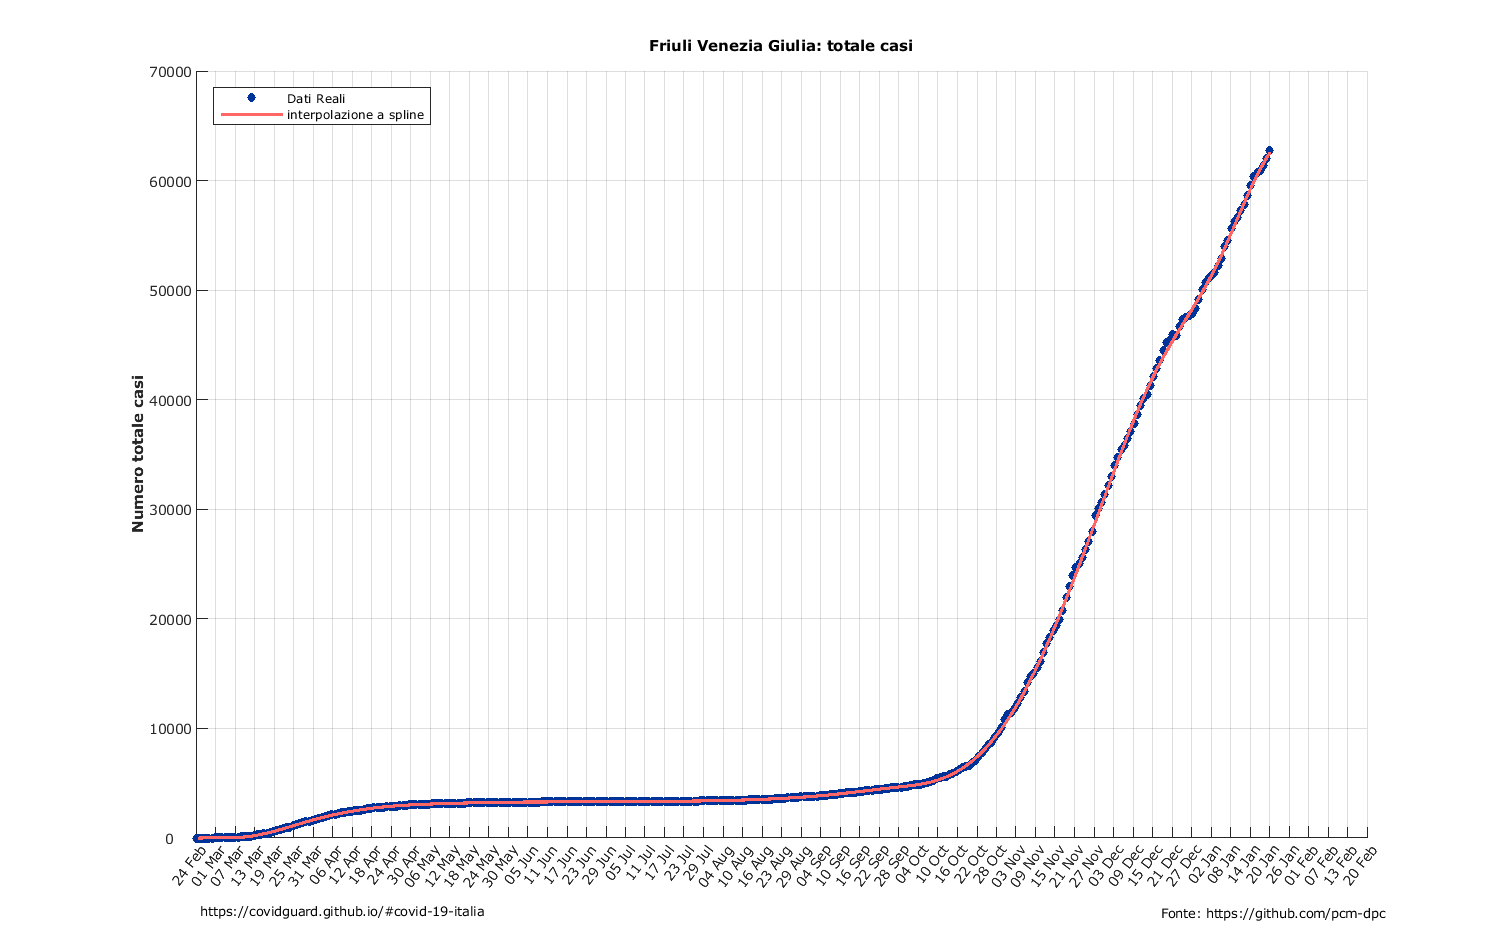 Friuli Venezia Giulia: totale casi
70000
60000
50000
40000
30000
20000
10000
0
Numero totale casi
Dati Reali
interpolazione a spline
24 Feb
01 Mar
07 Mar
13 Mar
19 Mar
25 Mar
31 Mar
06 Apr
12 Apr
18 Apr
24 Apr
30 Apr
06 May
12 May
18 May
24 May
30 May
05 Jun
11 Jun
17 Jun
23 Jun
29 Jul
05 Jul
11 Jul
17 Jul
23 Jul
29 Jul
04 Aug
10 Aug
16 Aug
23 Aug
29 Aug
04 Sep
10 Sep
16 Sep
22 Sep
28 Sep
04 Oct
10 Oct
16 Oct
22 Oct
28 Oct
03 Nov
09 Nov
15 Nov
21 Nov
27 Dec
03 Dec
09 Dec
15 Dec
21 Dec
27 Dec
02 Jan
08 Jan
14 Jan
20 Jan
26 Jan
01 Feb
07 Feb
13 Feb
20 Feb
https://covidguard.github.io/#covid-19-italia
Fonte: https://github.com/pcm-dpc